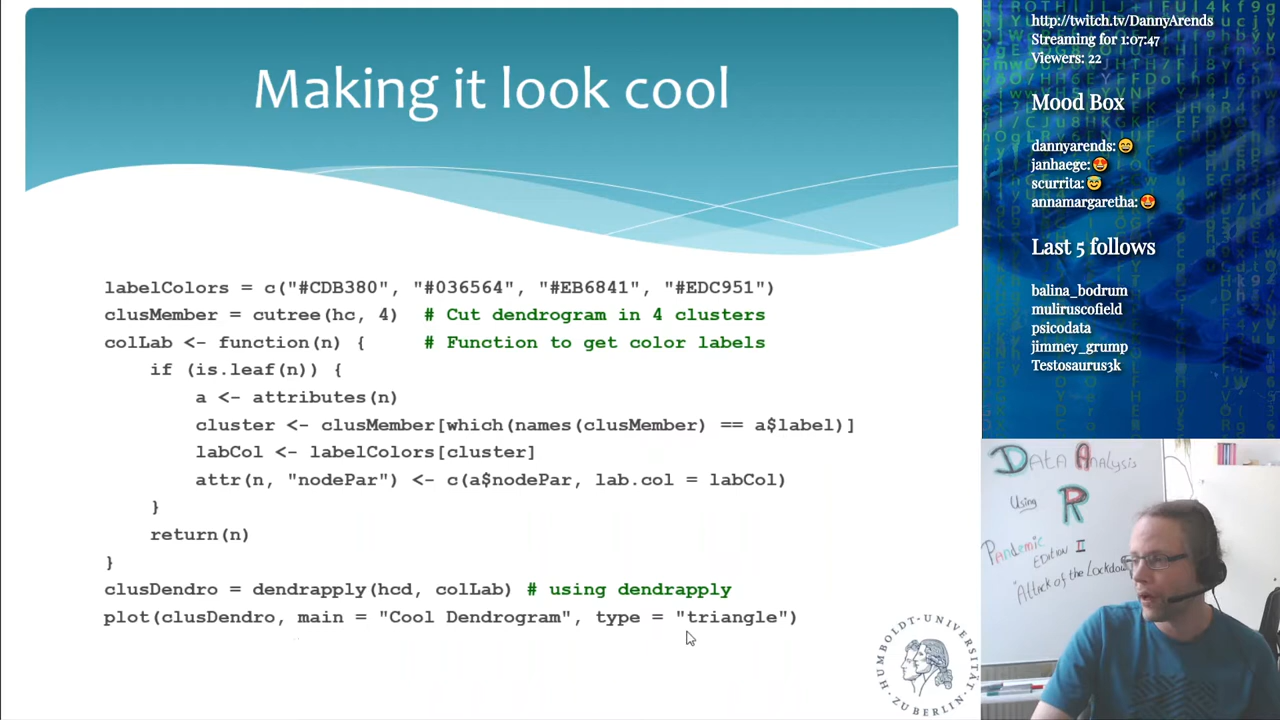 Making it look cool
labelColors = c("#CDB380", "#036564", "#EB6841", "#EDC951")
clusMember = cutree(hc, 4)  # Cut dendrogram in 4 clusters
colLab <- function(n) {     # Function to get color labels
    if (is.leaf(n)) {
        a <- attributes(n)
        cluster <- clusMember[which(names(clusMember) == a$label)]
        labCol <- labelColors[cluster]
        attr(n, "nodePar") <- c(a$nodePar, lab.col = labCol)
    }
    return(n)
}
clusDendro = dendrapply(hcd, colLab) # using dendrapply
plot(clusDendro, main = "Cool Dendrogram", type = "triangle")
HUMBOLDT-UNIVERSITÄT
ZU BERLIN
http://twitch.tv/DannyArends
Streaming for 1:07:47
Viewers: 22
Mood Box
dannyarends: 😄
janhaege: 😍
scurrita: 😅
annamargaretha: 😍
Last 5 follows
balina_bodrum
muliruscofield
psicodata
jimmey_grump
Testosaurus3k
DATA ANALYSIS
Using R
Pandemic
EDITION II
Attack of the Lockdown